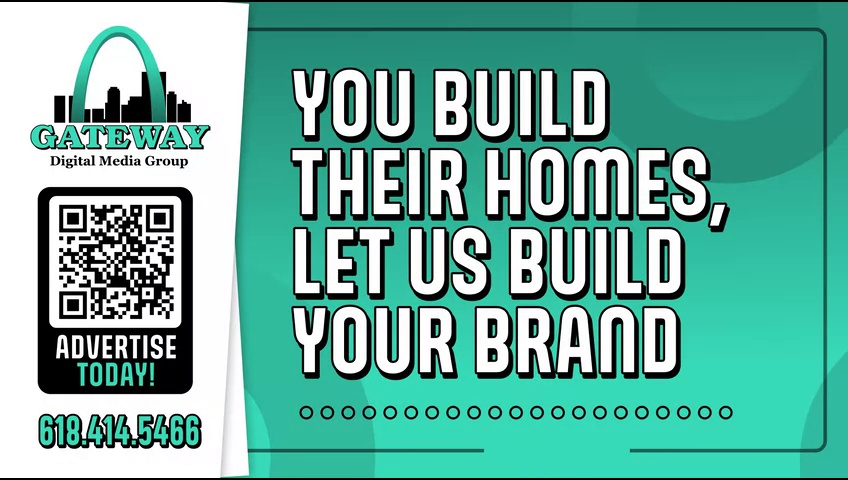 GATEWAY
Digital Media Group
ADVERTISE
TODAY!
618.414.5466
YOU BUILD
THEIR HOMES,
LET US BUILD
YOUR BRAND